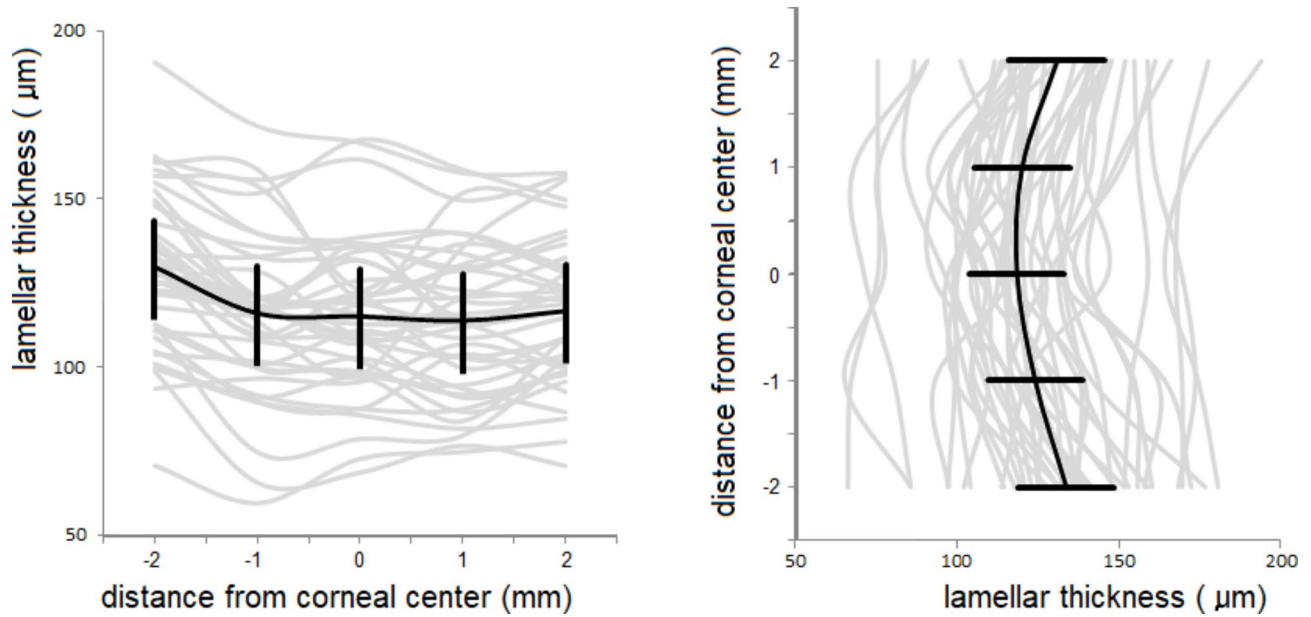 lamellar thickness ( µm)
200
150
100
50
-2 -1 0 1 2
distance from corneal center (mm)
distance from corneal center (mm)
2
1
0
-1
-2
50 100 150 200
lamellar thickness ( µm)